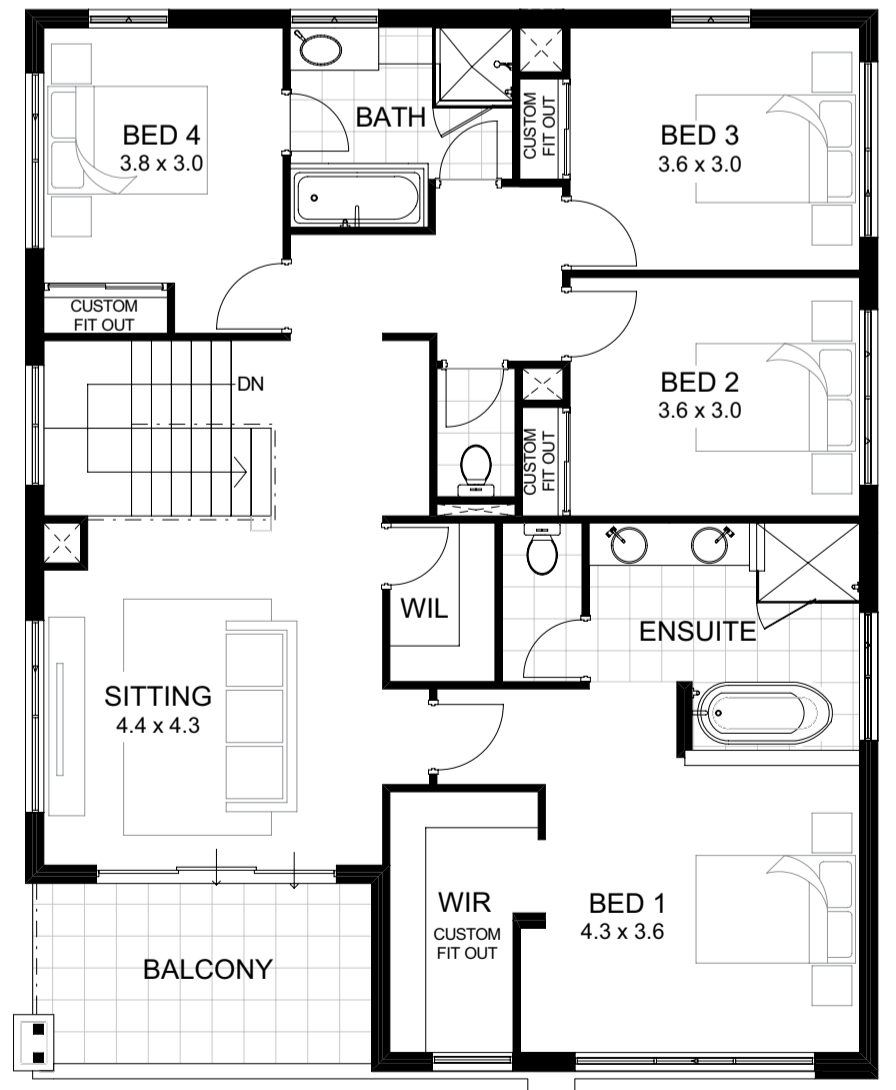 BED 4
3.8 x 3.0
BATH
CUSTOM
FIT OUT
BED 3
3.6 x 3.0
CUSTOM
FIT OUT
DN
BED 2
3.6 x 3.0
CUSTOM
FIT OUT
WIL
ENSUITE
SITTING
4.4 x 4.3
WIR
CUSTOM
FIT OUT
BED 1
4.3 x 3.6
BALCONY